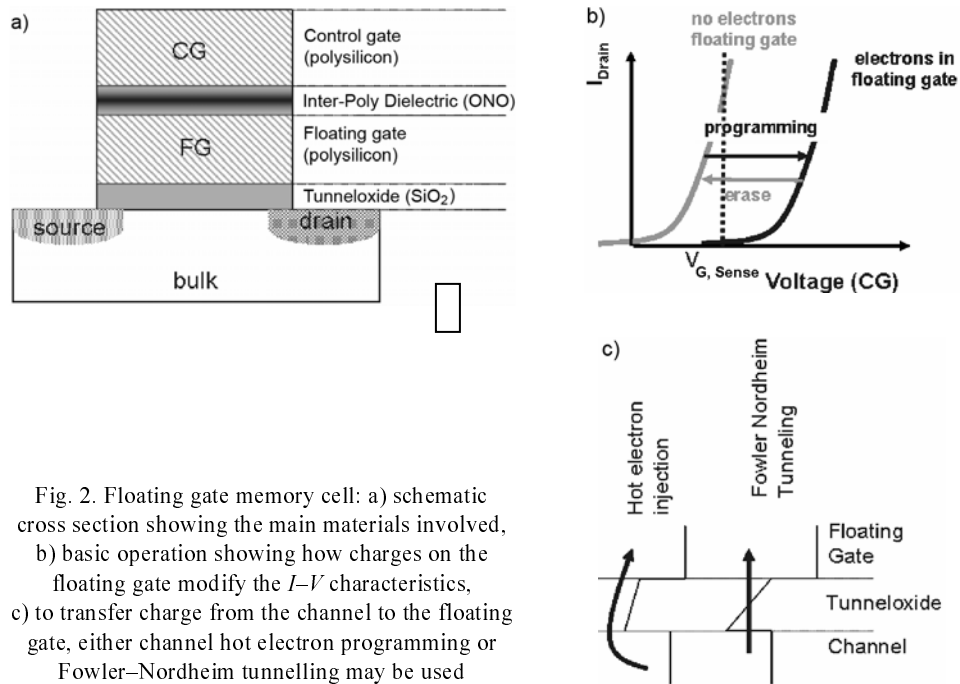 a)
CG
Control gate
(polysilicon)
Inter-Poly Dielectric (ONO)
FG
Floating gate
(polysilicon)
Tunneloxide (SiO₂)
source
drain
bulk
b)
no electrons
floating gate
electrons in
floating gate
I_Drain
programming
erase
V_G, Sense
Voltage (CG)
c)
Hot electron
injection
Fowler Nordheim
Tunneling
Floating
Gate
Tunneloxide
Channel
Fig. 2. Floating gate memory cell: a) schematic
cross section showing the main materials involved,
b) basic operation showing how charges on the
floating gate modify the I–V characteristics,
c) to transfer charge from the channel to the floating
gate, either channel hot electron programming or
Fowler–Nordheim tunnelling may be used